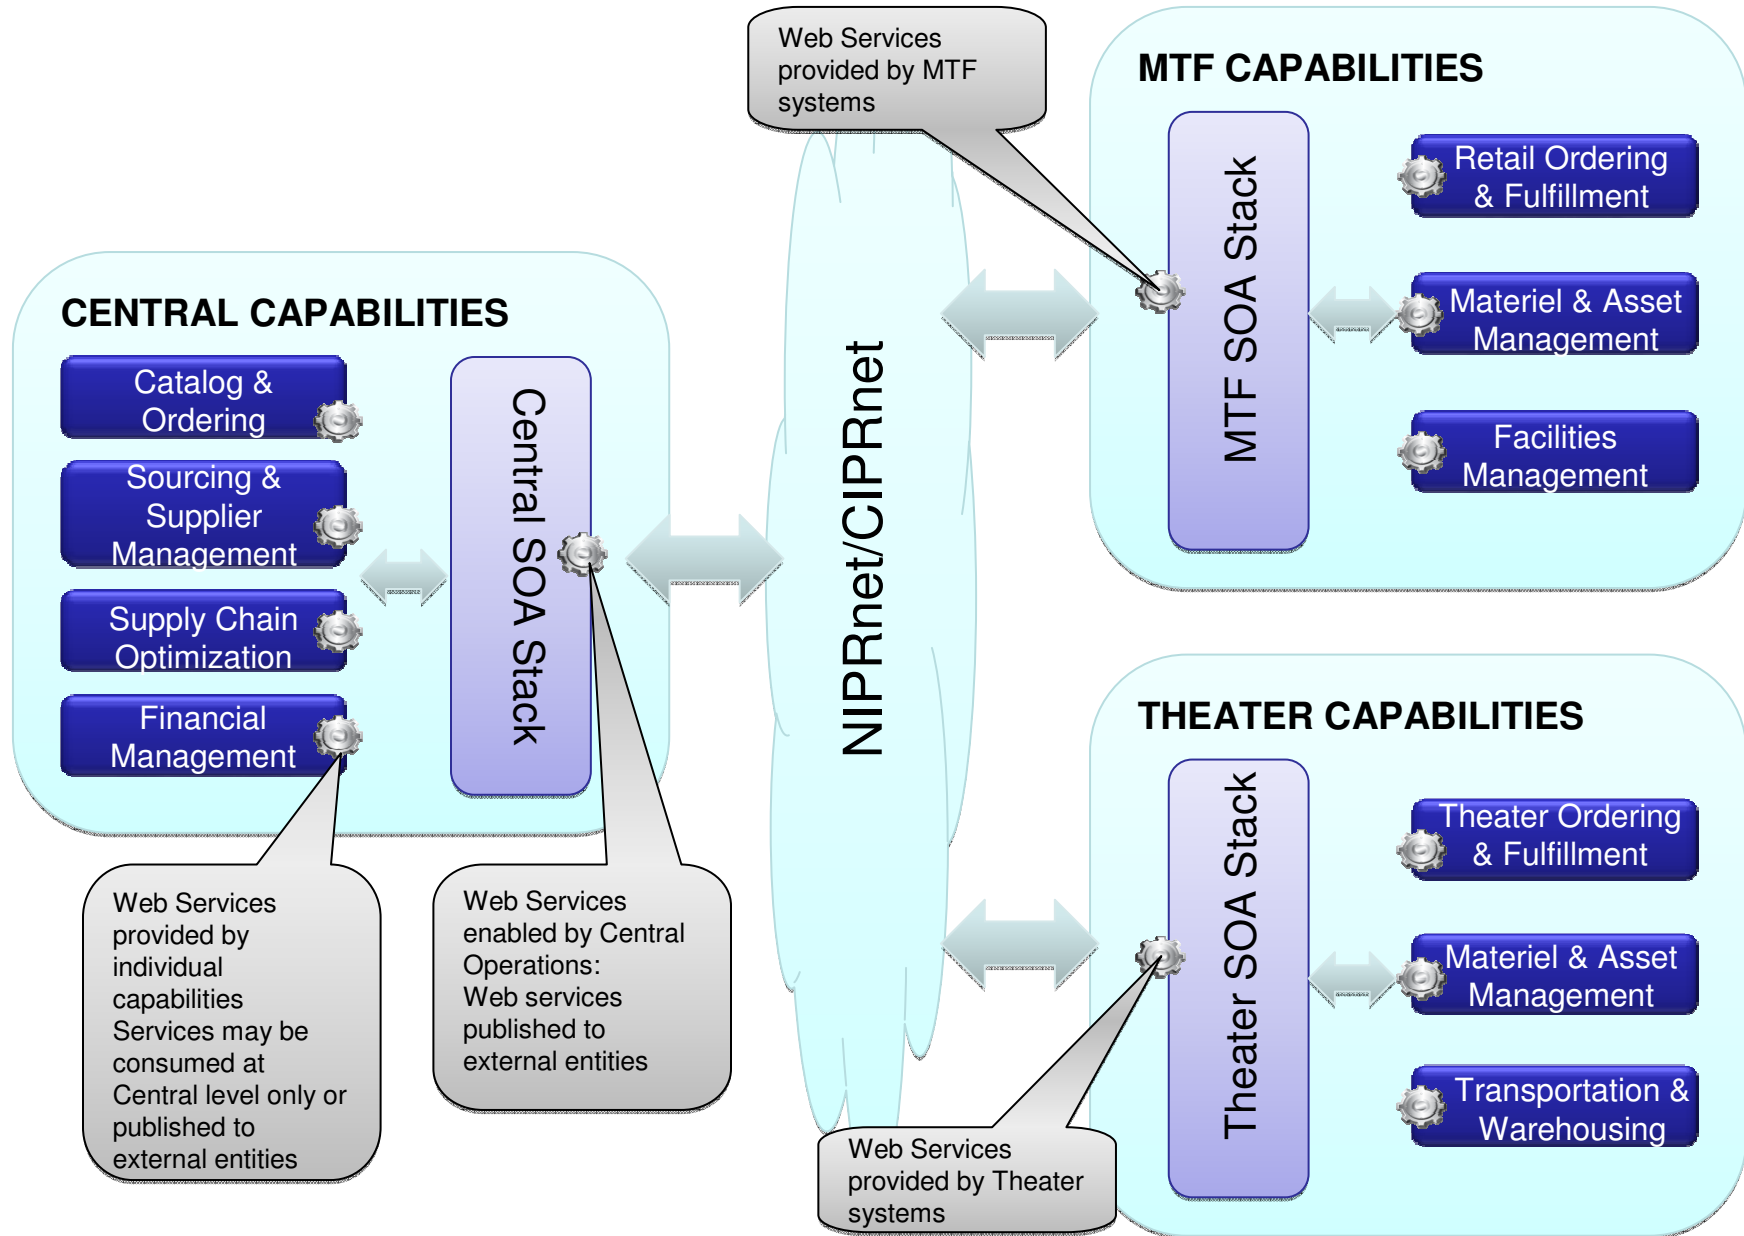 Web Services
provided by MTF
systems
MTF CAPABILITIES
MTF SOA Stack
Retail Ordering
& Fulfillment
Materiel & Asset
Management
Facilities
Management
CENTRAL CAPABILITIES
Catalog &
Ordering
Sourcing &
Supplier
Management
Supply Chain
Optimization
Financial
Management
Central SOA Stack
NIPRnet/CIPRnet
THEATER CAPABILITIES
Theater SOA Stack
Theater Ordering
& Fulfillment
Materiel & Asset
Management
Transportation &
Warehousing
Web Services
provided by
individual
capabilities
Services may be
consumed at
Central level only or
published to
external entities
Web Services
enabled by Central
Operations:
Web services
published to
external entities
Web Services
provided by Theater
systems